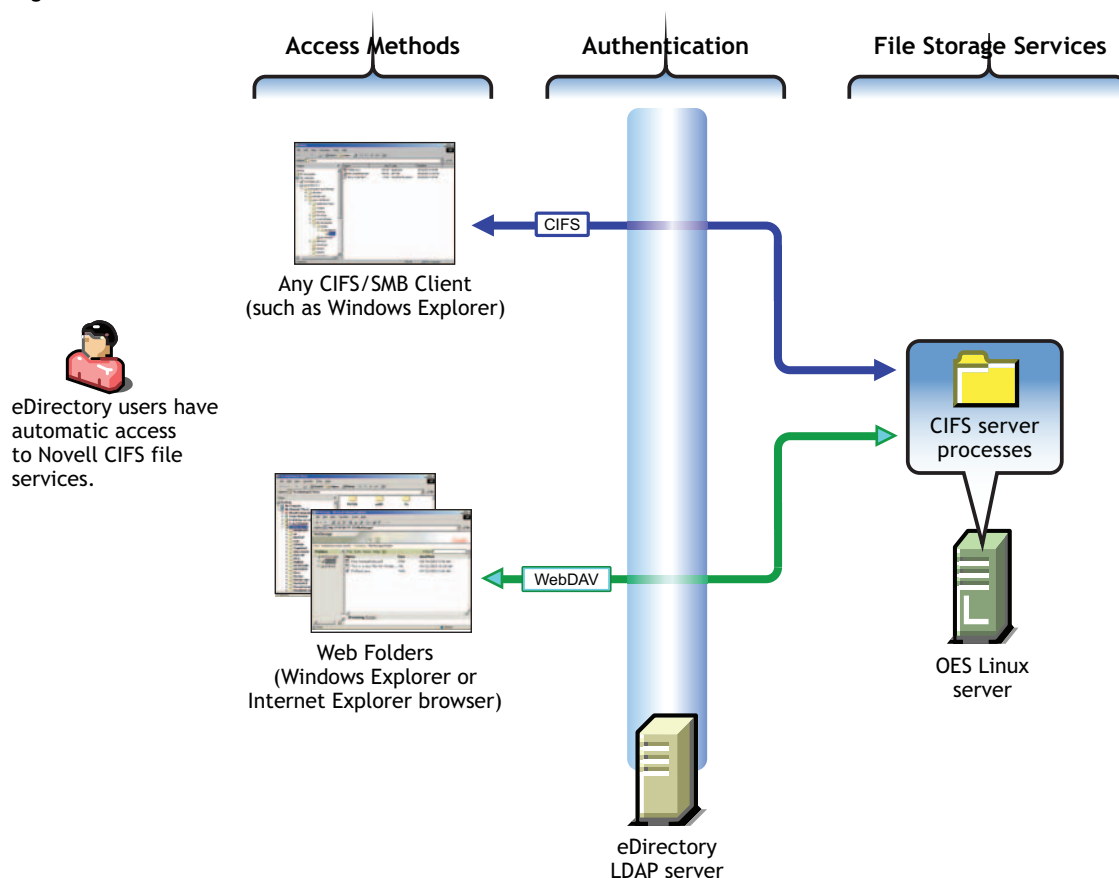 Access Methods
Authentication
File Storage Services
CIFS
Any CIFS/SMB Client
(such as Windows Explorer)
eDirectory users have
automatic access
to Novell CIFS file
services.
CIFS server
processes
WebDAV
Web Folders
(Windows Explorer or
Internet Explorer browser)
OES Linux
server
eDirectory
LDAP server